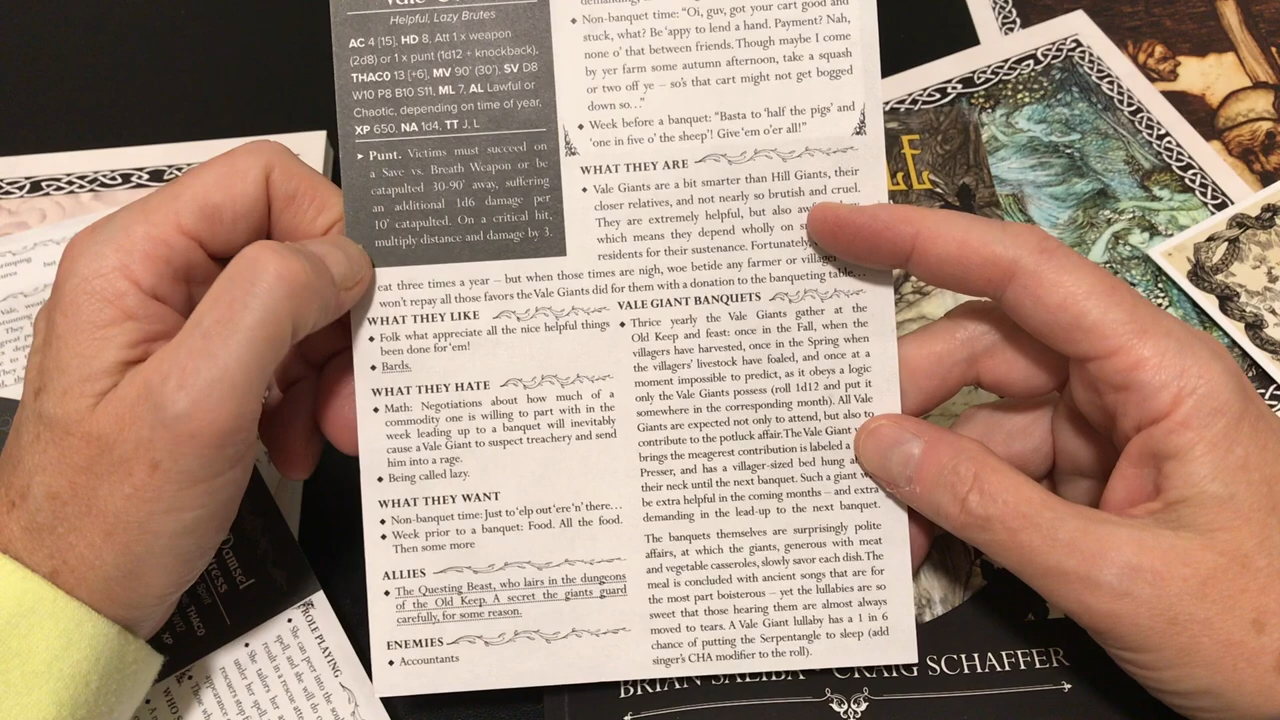 Helpful, Lazy Brutes
AC 4 [15], HD 8, Att 1 x weapon
(2d8) or 1 x punt (1d12 + knockback),
THAC0 13 [+6], MV 90' (30'), SV D8
W10 P8 B10 S11, ML 7, AL Lawful or
Chaotic, depending on time of year,
XP 650, NA 1d4, TT J, L
➤ Punt. Victims must succeed on
a Save vs. Breath Weapon or be
catapulted 30-90' away, suffering
an additional 1d6 damage per
10' catapulted. On a critical hit,
multiply distance and damage by 3.
◆ Non-banquet time: "Oi, guv, got your cart good and
stuck, what? Be 'appy to lend a hand. Payment? Nah,
none o' that between friends. Though maybe I come
by yer farm some autumn afternoon, take a squash
or two off ye – so's that cart might not get bogged
down so…"
◆ Week before a banquet: "Basta to 'half the pigs' and
'one in five o' the sheep'! Give 'em o'er all!"
WHAT THEY ARE
◆ Vale Giants are a bit smarter than Hill Giants, their
closer relatives, and not nearly so brutish and cruel.
They are extremely helpful, but also
which means they depend wholly on
residents for their sustenance. Fortunately,
eat three times a year – but when those times are nigh, woe betide any farmer or villager
won't repay all those favors the Vale Giants did for them with a donation to the banqueting table…
WHAT THEY LIKE
◆ Folk what appreciate all the nice helpful things
been done for 'em!
◆ Bards.
WHAT THEY HATE
◆ Math: Negotiations about how much of a
commodity one is willing to part with in the
week leading up to a banquet will inevitably
cause a Vale Giant to suspect treachery and send
him into a rage.
◆ Being called lazy.
WHAT THEY WANT
◆ Non-banquet time: Just to 'elp out 'ere 'n' there…
◆ Week prior to a banquet: Food. All the food.
Then some more
ALLIES
◆ The Questing Beast, who lairs in the dungeons
of the Old Keep. A secret the giants guard
carefully, for some reason.
ENEMIES
◆ Accountants
VALE GIANT BANQUETS
◆ Thrice yearly the Vale Giants gather at the
Old Keep and feast: once in the Fall, when the
villagers have harvested, once in the Spring when
the villagers' livestock have foaled, and once at a
moment impossible to predict, as it obeys a logic
only the Vale Giants possess (roll 1d12 and put it
somewhere in the corresponding month). All Vale
Giants are expected not only to attend, but also to
contribute to the potluck affair. The Vale Giant
brings the meagerest contribution is labeled a
Presser, and has a villager-sized bed hung
their neck until the next banquet. Such a giant
be extra helpful in the coming months – and extra
demanding in the lead-up to the next banquet.
The banquets themselves are surprisingly polite
affairs, at which the giants, generous with meat
and vegetable casseroles, slowly savor each dish. The
meal is concluded with ancient songs that are for
the most part boisterous – yet the lullabies are so
sweet that those hearing them are almost always
moved to tears. A Vale Giant lullaby has a 1 in 6
chance of putting the Serpentangle to sleep (add
singer's CHA modifier to the roll).
Damsel
THAC0
XP
ROLE PLAYING
◆ She can peer into the
spell, and she will do
result in a rescue
◆ She tailors her
under her spell,
appearance
BRIAN SALIBA · CRAIG SCHAFFER